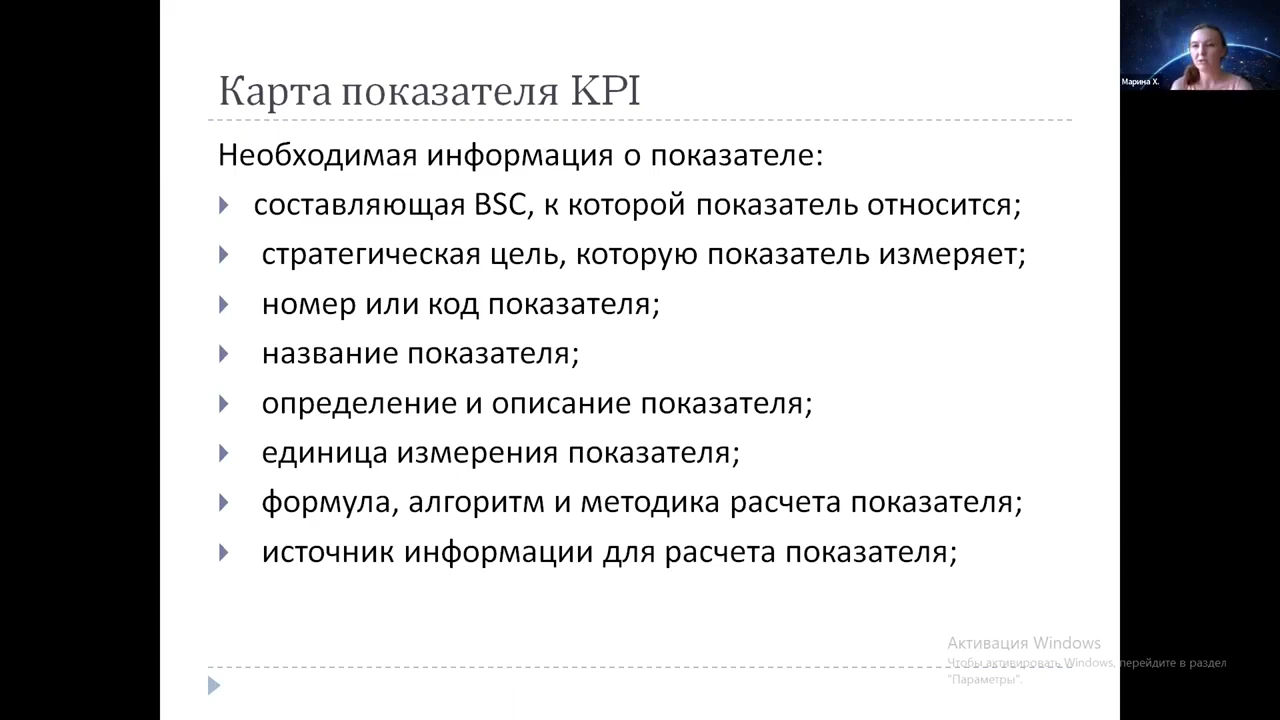 Карта показателя KPI
Марина Х.
Необходимая информация о показателе:
составляющая BSC, к которой показатель относится;
стратегическая цель, которую показатель измеряет;
номер или код показателя;
название показателя;
определение и описание показателя;
единица измерения показателя;
формула, алгоритм и методика расчета показателя;
источник информации для расчета показателя;
Активация Windows
Чтобы активировать Windows, перейдите в раздел
"Параметры".